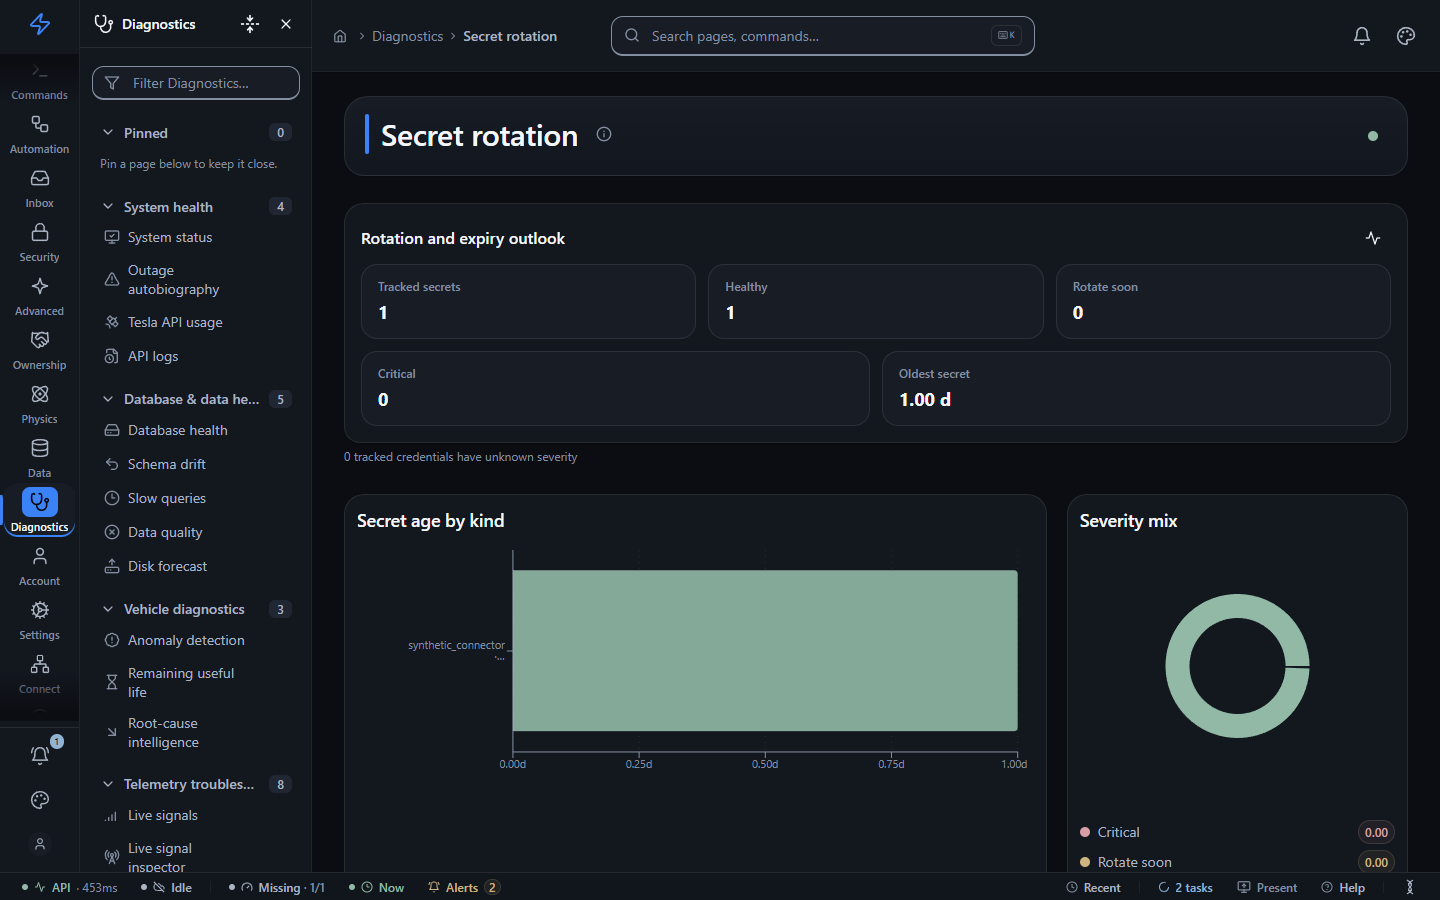 Commands
Automation
Inbox
Security
Advanced
Ownership
Physics
Data
Diagnostics
Account
Settings
Connect
1
Diagnostics
Filter Diagnostics...
Pinned 0
Pin a page below to keep it close.
System health 4
System status
Outage
autobiography
Tesla API usage
API logs
Database & data he... 5
Database health
Schema drift
Slow queries
Data quality
Disk forecast
Vehicle diagnostics 3
Anomaly detection
Remaining useful
life
Root-cause
intelligence
Telemetry troubles... 8
Live signals
Live signal
inspector
Diagnostics Secret rotation
Search pages, commands... K
Secret rotation
Rotation and expiry outlook
Tracked secrets
1
Healthy
1
Rotate soon
0
Critical
0
Oldest secret
1.00 d
0 tracked credentials have unknown severity
Secret age by kind
synthetic_connector
·...
0.00d 0.25d 0.50d 0.75d 1.00d
Severity mix
Critical 0.00
Rotate soon 0.00
API · 453ms Idle Missing · 1/1 Now Alerts 2 Recent 2 tasks Present Help